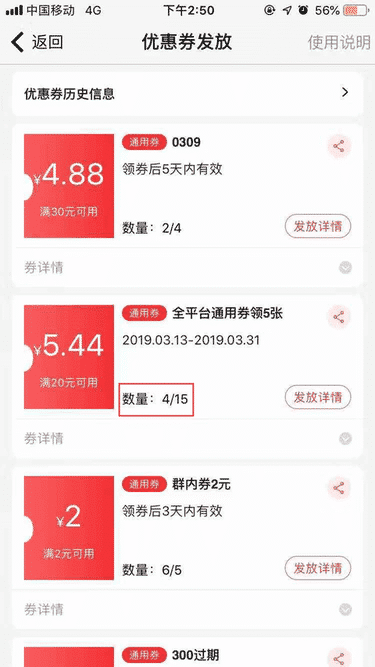 中国移动 4G 下午2:50 56%
返回 优惠券发放 使用说明
优惠券历史信息
¥4.88
满30元可用
通用券 0309
领券后5天内有效
数量：2/4
发放详情
券详情
¥5.44
满20元可用
通用券 全平台通用券领5张
2019.03.13-2019.03.31
数量：4/15
发放详情
券详情
¥2
满2元可用
通用券 群内券2元
领券后3天内有效
数量：6/5
发放详情
券详情
通用券 300过期